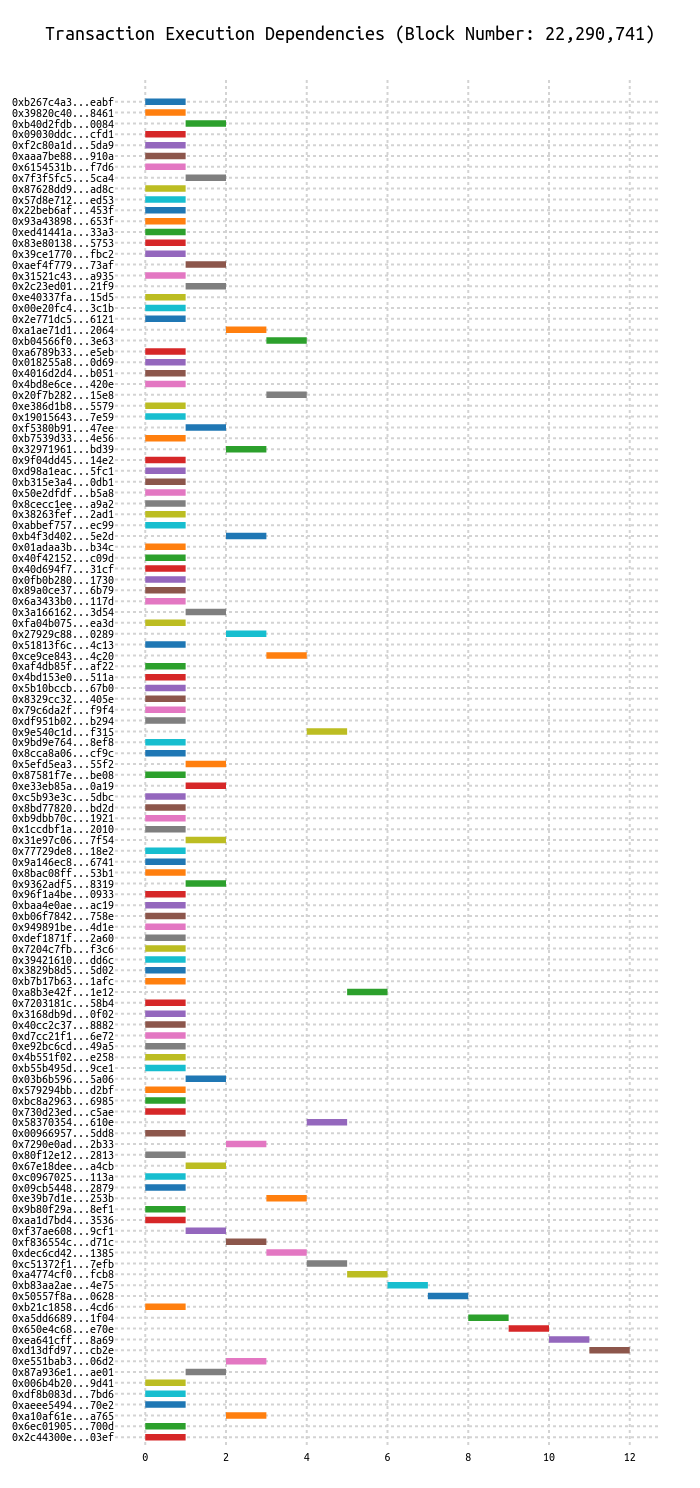 Transaction Execution Dependencies (Block Number: 22,290,741)
0xb267c4a3...eabf
0x39820c40...8461
0xb40d2fdb...0084
0x09030ddc...cfd1
0xf2c80a1d...5da9
0xaaa7be88...910a
0x6154531b...f7d6
0x7f3f5fc5...5ca4
0x87628dd9...ad8c
0x57d8e712...ed53
0x22beb6af...453f
0x93a43898...653f
0xed41441a...33a3
0x83e80138...5753
0x39ce1770...fbc2
0xaef4f779...73af
0x31521c43...a935
0x2c23ed01...21f9
0xe40337fa...15d5
0x00e20fc4...3c1b
0x2e771dc5...6121
0xa1ae71d1...2064
0xb04566f0...3e63
0xa6789b33...e5eb
0x018255a8...0d69
0x4016d2d4...b051
0x4bd8e6ce...420e
0x20f7b282...15e8
0xe386d1b8...5579
0x19015643...7e59
0xf5380b91...47ee
0xb7539d33...4e56
0x32971961...bd39
0x9f04dd45...14e2
0xd98a1eac...5fc1
0xb315e3a4...0db1
0x50e2dfdf...b5a8
0x8cecc1ee...a9a2
0x38263fef...2ad1
0xabbef757...ec99
0xb4f3d402...5e2d
0x01adaa3b...b34c
0x40f42152...c09d
0x40d694f7...31cf
0x0fb0b280...1730
0x89a0ce37...6b79
0x6a3433b0...117d
0x3a166162...3d54
0xfa04b075...ea3d
0x27929c88...0289
0x51813f6c...4c13
0xce9ce843...4c20
0xaf4db85f...af22
0x4bd153e0...511a
0x5b10bccb...67b0
0x8329cc32...405e
0x79c6da2f...f9f4
0xdf951b02...b294
0x9e540c1d...f315
0x9bd9e764...8ef8
0x8cca8a06...cf9c
0x5efd5ea3...55f2
0x87581f7e...be08
0xe33eb85a...0a19
0xc5b93e3c...5dbc
0x8bd77820...bd2d
0xb9dbb70c...1921
0x1ccdbf1a...2010
0x31e97c06...7f54
0x77729de8...18e2
0x9a146ec8...6741
0x8bac08ff...53b1
0x9362adf5...8319
0x96f1a4be...0933
0xbaa4e0ae...ac19
0xb06f7842...758e
0x949891be...4d1e
0xdef1871f...2a60
0x7204c7fb...f3c6
0x39421610...dd6c
0x3829b8d5...5d02
0xb7b17b63...1afc
0xa8b3e42f...1e12
0x7203181c...58b4
0x3168db9d...0f02
0x40cc2c37...8882
0xd7cc21f1...6e72
0xe92bc6cd...49a5
0x4b551f02...e258
0xb55b495d...9ce1
0x03b6b596...5a06
0x579294bb...d2bf
0xbc8a2963...6985
0x730d23ed...c5ae
0x58370354...610e
0x00966957...5dd8
0x7290e0ad...2b33
0x80f12e12...2813
0x67e18dee...a4cb
0xc0967025...113a
0x09cb5448...2879
0xe39b7d1e...253b
0x9b80f29a...8ef1
0xaa1d7bd4...3536
0xf37ae608...9cf1
0xf836554c...d71c
0xdec6cd42...1385
0xc51372f1...7efb
0xa4774cf0...fcb8
0xb83aa2ae...4e75
0x50557f8a...0628
0xb21c1858...4cd6
0xa5dd6689...1f04
0x650e4c68...e70e
0xea641cff...8a69
0xd13dfd97...cb2e
0xe551bab3...06d2
0x87a936e1...ae01
0x006b4b20...9d41
0xdf8b083d...7bd6
0xaeee5494...70e2
0xa10af61e...a765
0x6ec01905...700d
0x2c44300e...03ef
0 2 4 6 8 10 12